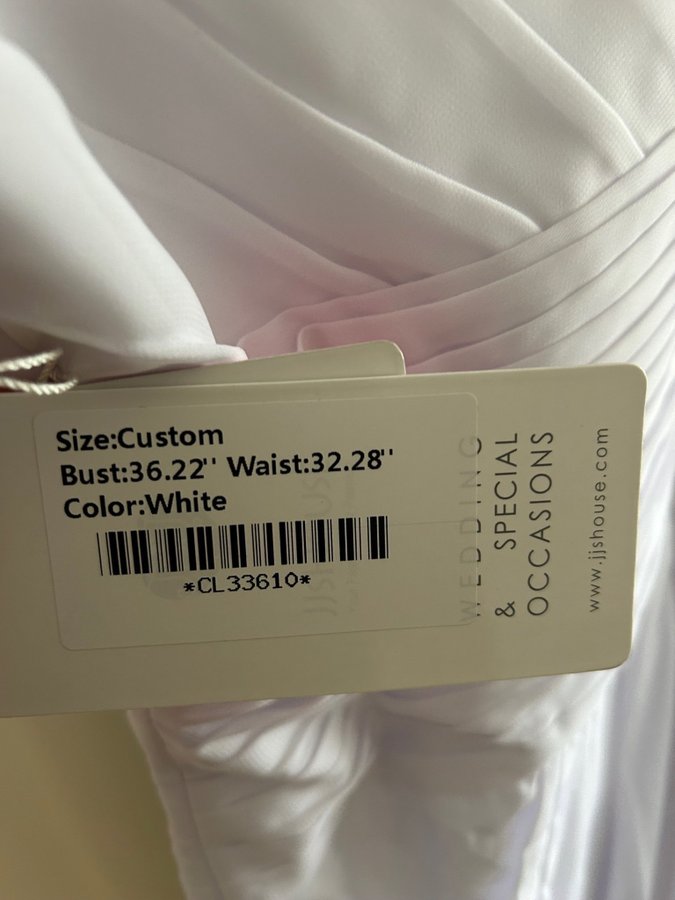 Size:Custom
Bust:36.22'' Waist:32.28''
Color:White
*CL33610*
WEDDING
& SPECIAL
OCCASIONS
www.jjshouse.com